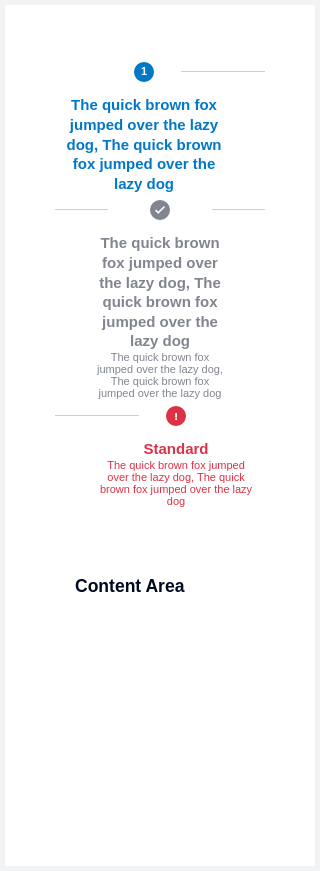 1
The quick brown fox
jumped over the lazy
dog, The quick brown
fox jumped over the
lazy dog
The quick brown
fox jumped over
the lazy dog, The
quick brown fox
jumped over the
lazy dog
The quick brown fox
jumped over the lazy dog,
The quick brown fox
jumped over the lazy dog
!
Standard
The quick brown fox jumped
over the lazy dog, The quick
brown fox jumped over the lazy
dog
Content Area